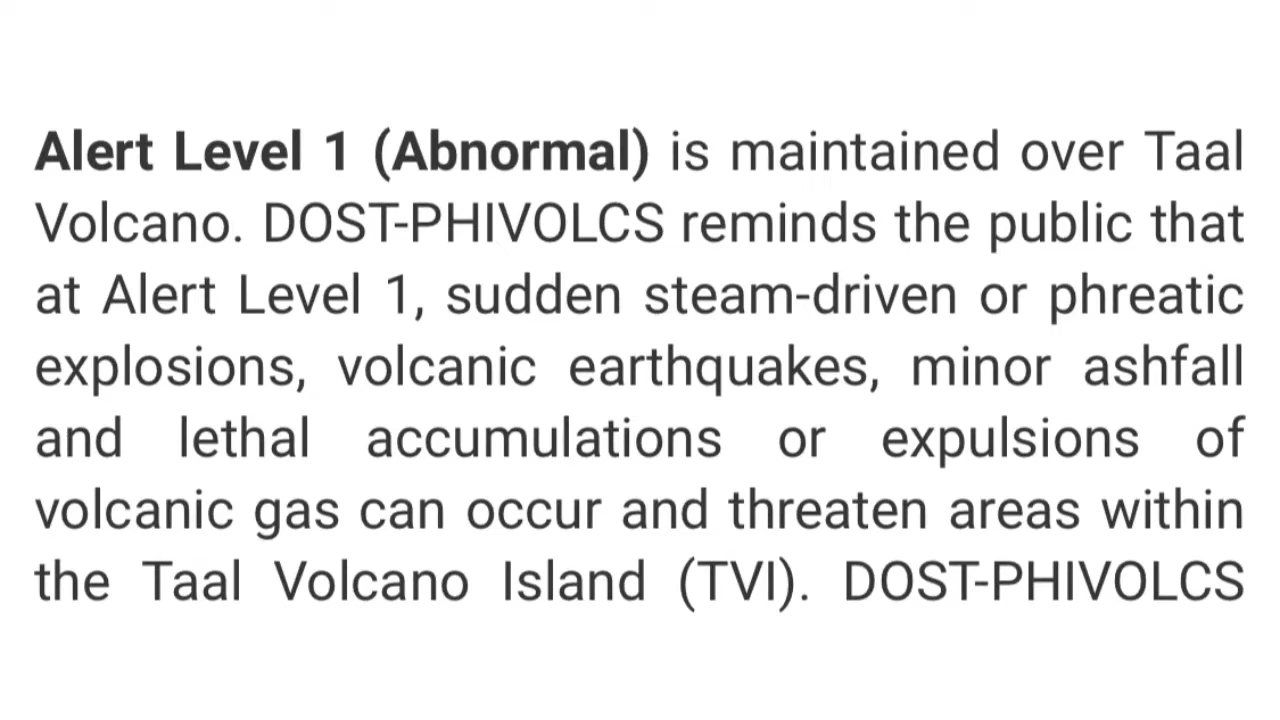 Alert Level 1 (Abnormal) is maintained over Taal
Volcano. DOST-PHIVOLCS reminds the public that
at Alert Level 1, sudden steam-driven or phreatic
explosions, volcanic earthquakes, minor ashfall
and lethal accumulations or expulsions of
volcanic gas can occur and threaten areas within
the Taal Volcano Island (TVI). DOST-PHIVOLCS